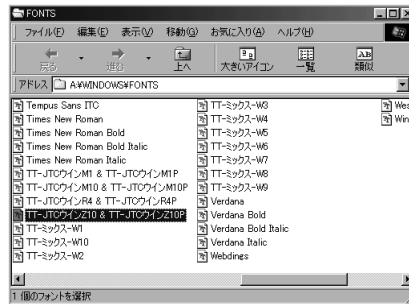 FONTS
ファイル(F) 編集(E) 表示(V) 移動(G) お気に入り(A) ヘルプ(H)
戻る 進む 上へ 大きいアイコン 一覧 類似
アドレス A:¥WINDOWS¥FONTS
Tempus Sans ITC
Times New Roman
Times New Roman Bold
Times New Roman Bold Italic
Times New Roman Italic
TT-JTCウインM1 & TT-JTCウインM1P
TT-JTCウインM10 & TT-JTCウインM10P
TT-JTCウインR4 & TT-JTCウインR4P
TT-JTCウインZ10 & TT-JTCウインZ10P
TT-ミックス-W1
TT-ミックス-W10
TT-ミックス-W2
TT-ミックス-W3
TT-ミックス-W4
TT-ミックス-W5
TT-ミックス-W6
TT-ミックス-W7
TT-ミックス-W8
TT-ミックス-W9
Verdana
Verdana Bold
Verdana Bold Italic
Verdana Italic
Webdings
Wes
Win
1 個のフォントを選択